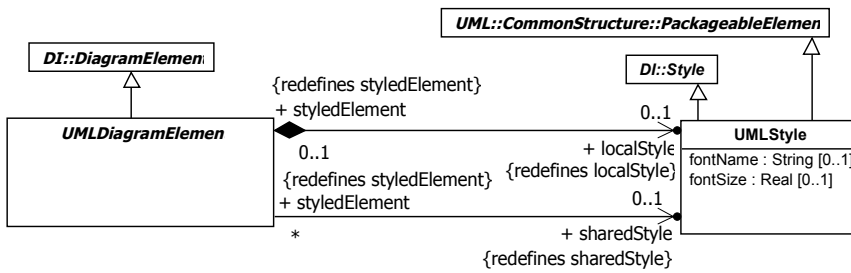 UML::CommonStructure::PackageableElemen
DI::DiagramElement
DI::Style
{redefines styledElement}
+ styledElement
0..1
UMLDiagramElemen
UMLStyle
0..1
+ localStyle
fontName : String [0..1]
{redefines styledElement}
{redefines localStyle}
fontSize : Real [0..1]
+ styledElement
0..1
*
+ sharedStyle
{redefines sharedStyle}